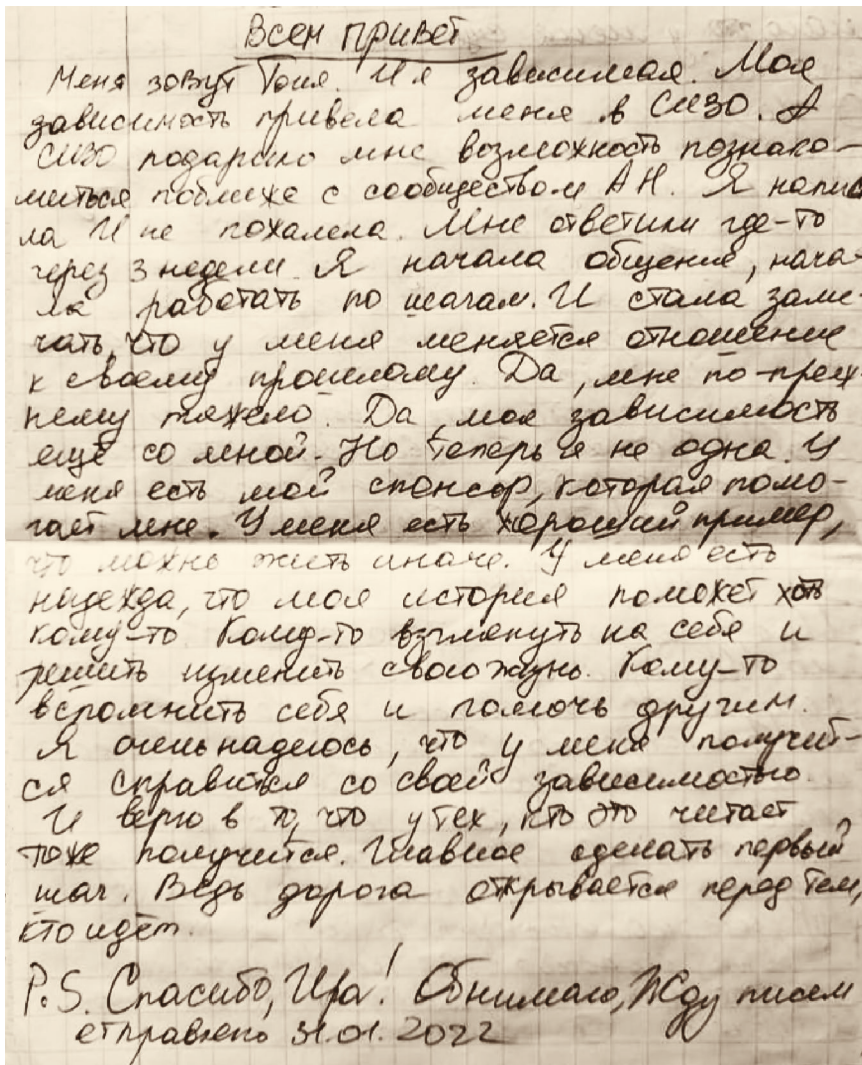 Всем привет
Меня зовут Тоня. И я зависимая. Моя
зависимость привела меня в СИЗО. А
СИЗО подарило мне возможность познако-
миться поближе с сообществом АН. Я написа
ла И не пожалела. Мне ответили где-то
через 3 недели. Я начала общение, нача-
ла работать по шагам. И стала заме-
чать, что у меня меняется отношение
к своему прошлому. Да, мне по-преж-
нему тяжело. Да, моя зависимость
ещё со мной. Но теперь я не одна. У
меня есть мой спонсор, которая помо-
гает мне. У меня есть хороший пример,
что можно жить иначе. У меня есть
надежда, что моя история поможет хоть
кому-то. Кому-то взглянуть на себя и
решить изменить свою жизнь. Кому-то
вспомнить себя и помочь другим.
Я очень надеюсь, что у меня получит-
ся справиться со своей зависимостью.
И верю в то, что у тех, кто это читает
тоже получится. Главное сделать первый
шаг. Ведь дорога открывается перед тем,
кто идёт.
P.S. Спасибо, Ира! Обнимаю, Жду писем
отправлено 31.01.2022